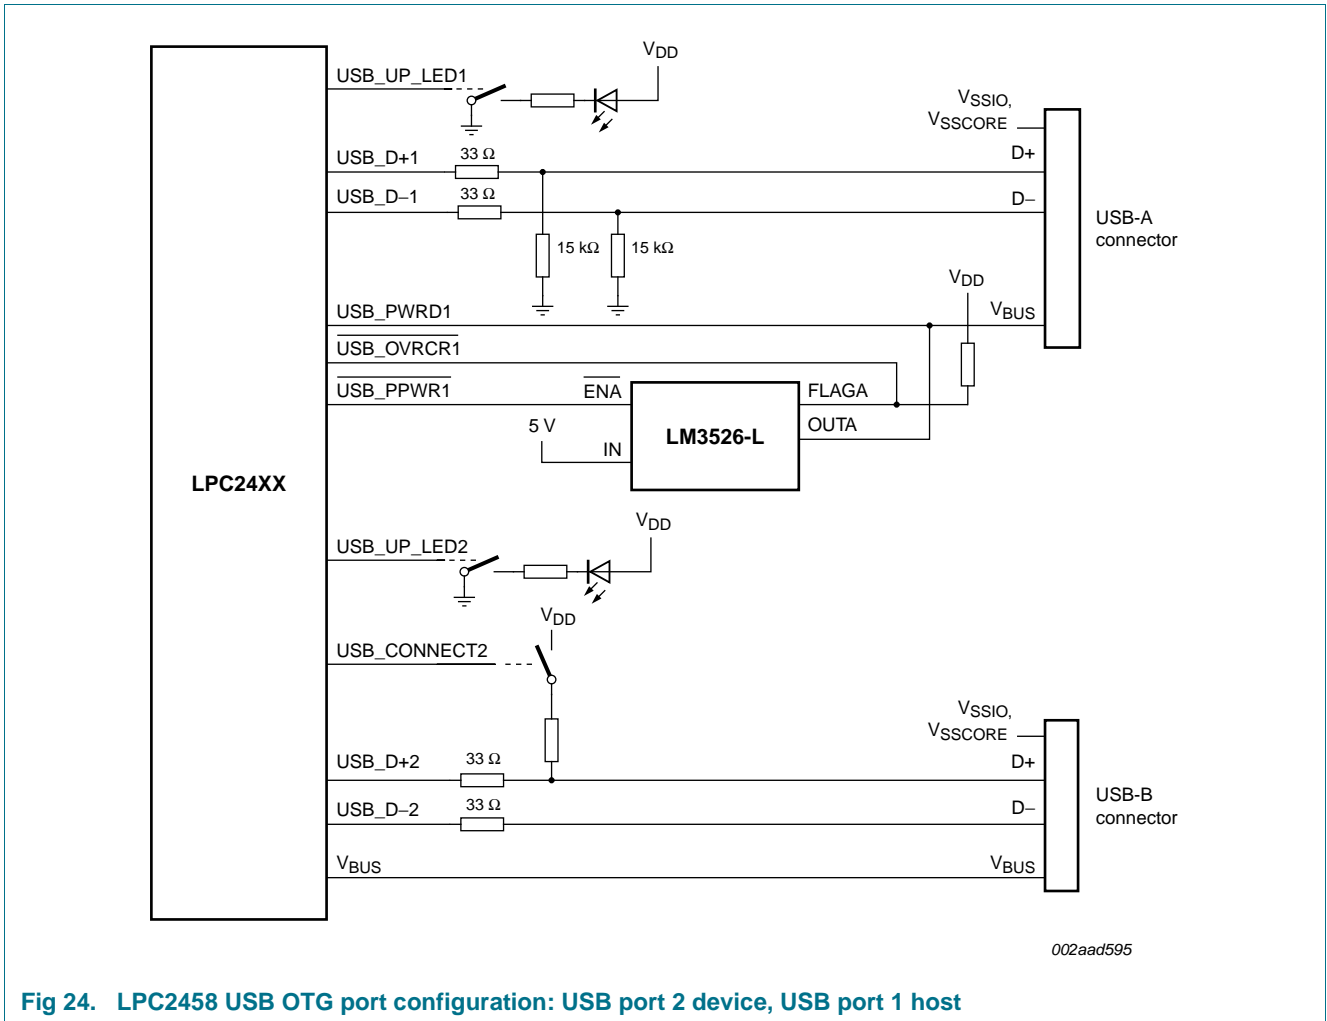 VDD
USB_UP_LED1
VSSIO,
VSSCORE
USB_D+1
33 Ω
D+
USB_D−1
33 Ω
D−
USB-A
connector
15 kΩ
15 kΩ
VDD
USB_PWRD1
VBUS
USB_OVRCR1
USB_PPWR1
ENA
FLAGA
5 V
OUTA
LM3526-L
IN
LPC24XX
VDD
USB_UP_LED2
VDD
USB_CONNECT2
VSSIO,
VSSCORE
USB_D+2
33 Ω
D+
USB-B
connector
USB_D−2
33 Ω
D−
VBUS
VBUS
002aad595
Fig 24. LPC2458 USB OTG port configuration: USB port 2 device, USB port 1 host